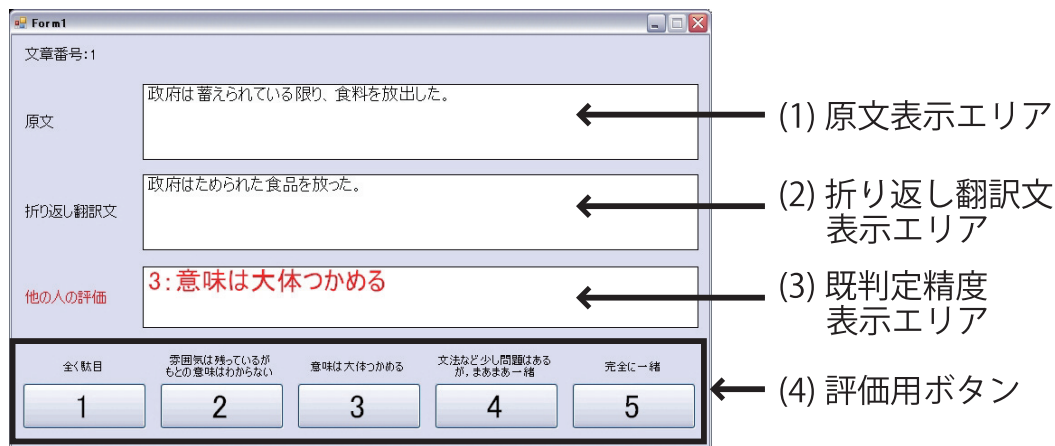 Form1
文章番号:1
原文
政府は蓄えられている限り、食料を放出した。
(1) 原文表示エリア
折り返し翻訳文
政府はためられた食品を放った。
(2) 折り返し翻訳文
表示エリア
他の人の評価
3:意味は大体つかめる
(3) 既判定精度
表示エリア
全く駄目
雰囲気は残っているが
もとの意味はわからない
意味は大体つかめる
文法など少し問題はある
が，まあまあ一緒
完全に一緒
1
2
3
4
5
(4) 評価用ボタン